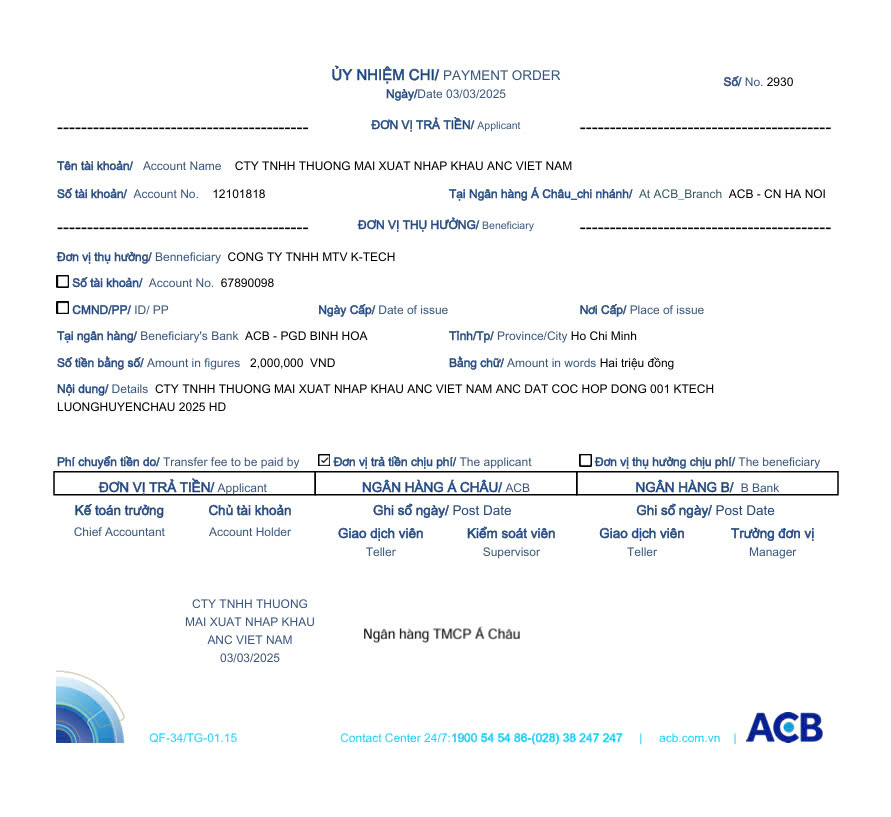 ỦY NHIỆM CHI/ PAYMENT ORDER
Số/ No. 2930
Ngày/Date 03/03/2025
ĐƠN VỊ TRẢ TIỀN/ Applicant
Tên tài khoản/ Account Name CTY TNHH THUONG MAI XUAT NHAP KHAU ANC VIET NAM
Số tài khoản/ Account No. 12101818 Tại Ngân hàng Á Châu_chi nhánh/ At ACB_Branch ACB - CN HA NOI
ĐƠN VỊ THỤ HƯỞNG/ Beneficiary
Đơn vị thụ hưởng/ Benneficiary CONG TY TNHH MTV K-TECH
Số tài khoản/ Account No. 67890098
CMND/PP/ ID/ PP Ngày Cấp/ Date of issue Nơi Cấp/ Place of issue
Tại ngân hàng/ Beneficiary's Bank ACB - PGD BINH HOA Tỉnh/Tp/ Province/City Ho Chi Minh
Số tiền bằng số/ Amount in figures 2,000,000 VND Bằng chữ/ Amount in words Hai triệu đồng
Nội dung/ Details CTY TNHH THUONG MAI XUAT NHAP KHAU ANC VIET NAM ANC DAT COC HOP DONG 001 KTECH
LUONGHUYENCHAU 2025 HD
Phí chuyển tiền do/ Transfer fee to be paid by Đơn vị trả tiền chịu phí/ The applicant Đơn vị thụ hưởng chịu phí/ The beneficiary
ĐƠN VỊ TRẢ TIỀN/ Applicant NGÂN HÀNG Á CHÂU/ ACB NGÂN HÀNG B/ B Bank
Kế toán trưởng Chủ tài khoản Ghi sổ ngày/ Post Date Ghi sổ ngày/ Post Date
Chief Accountant Account Holder Giao dịch viên Kiểm soát viên Giao dịch viên Trưởng đơn vị
Teller Supervisor Teller Manager
CTY TNHH THUONG
MAI XUAT NHAP KHAU
ANC VIET NAM
03/03/2025
Ngân hàng TMCP Á Châu
QF-34/TG-01.15 Contact Center 24/7:1900 54 54 86-(028) 38 247 247 | acb.com.vn | ACB